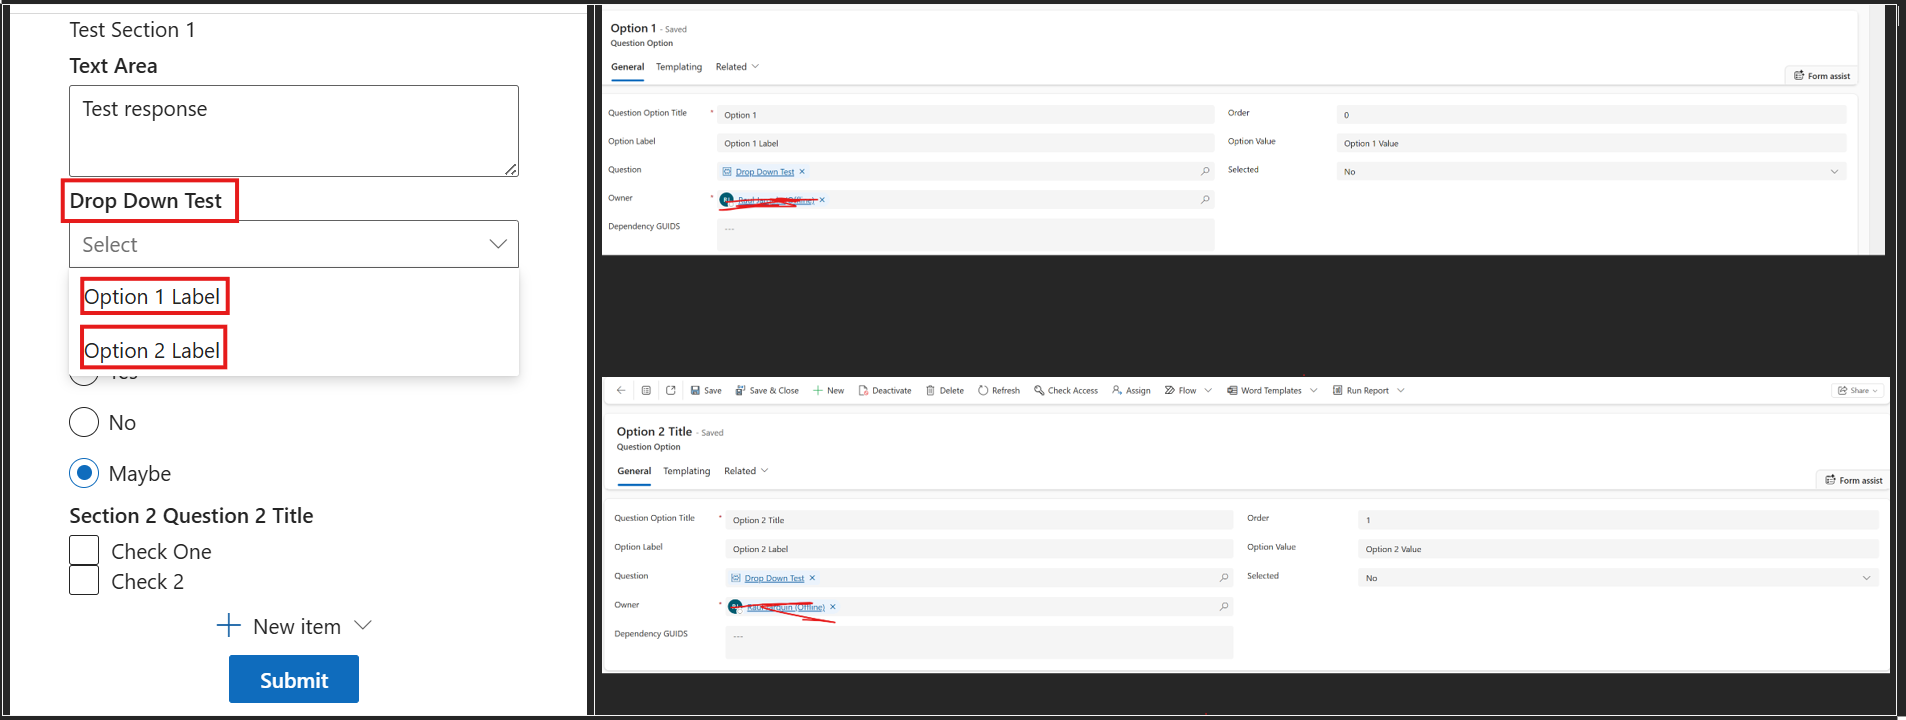 Test Section 1
Text Area
Test response
Drop Down Test
Select
Option 1 Label
Option 2 Label
Yes
No
Maybe
Section 2 Question 2 Title
Check One
Check 2
New item
Submit
Option 1 - Saved
Question Option
General Templating Related
Form assist
Question Option Title * Option 1 Order 0
Option Label Option 1 Label Option Value Option 1 Value
Question Drop Down Test Selected No
Owner *
Dependency GUIDS ---
Save Save & Close New Deactivate Delete Refresh Check Access Assign Flow Word Templates Run Report Share
Option 2 Title - Saved
Question Option
General Templating Related
Form assist
Question Option Title * Option 2 Title Order 1
Option Label Option 2 Label Option Value Option 2 Value
Question Drop Down Test Selected No
Owner * (Offline)
Dependency GUIDS ---